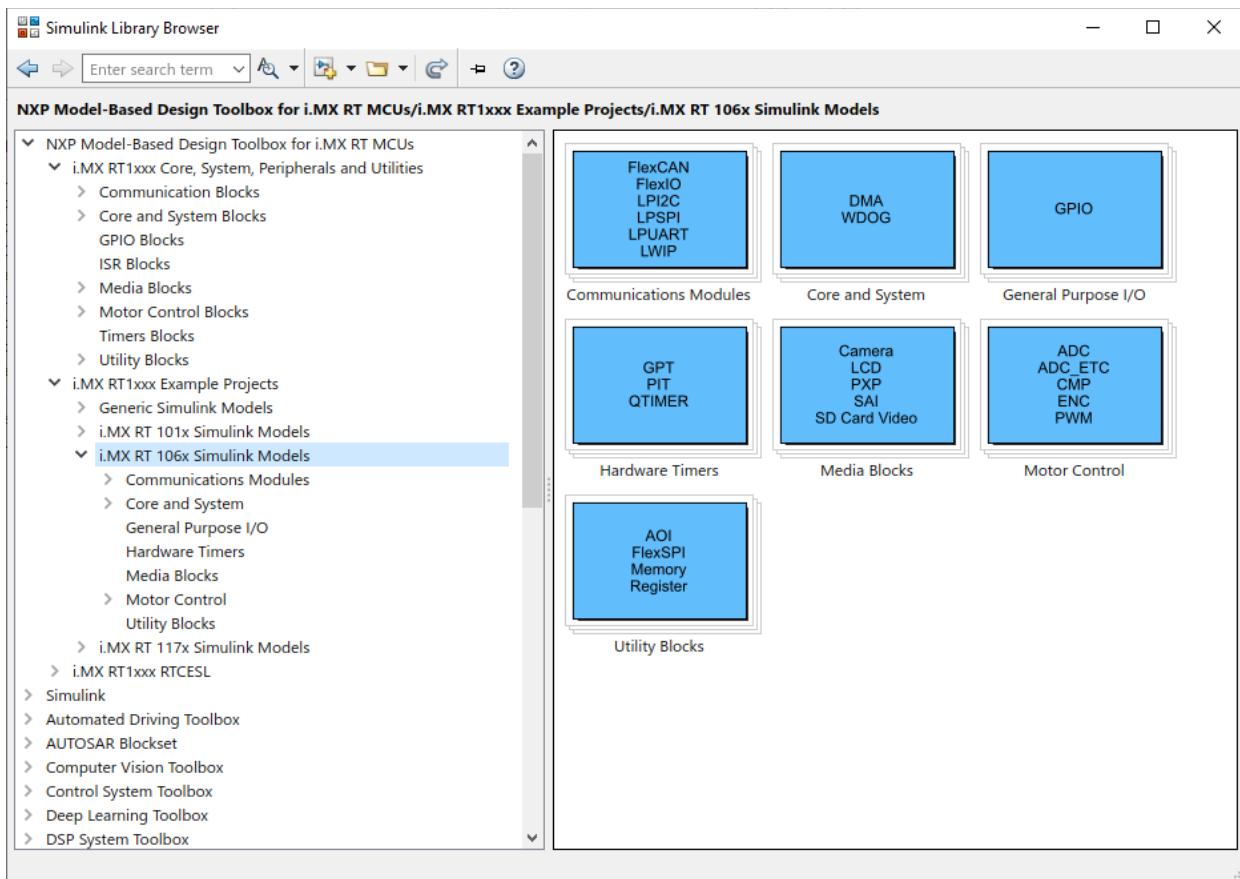 Simulink Library Browser
Enter search term
NXP Model-Based Design Toolbox for i.MX RT MCUs/i.MX RT1xxx Example Projects/i.MX RT 106x Simulink Models
NXP Model-Based Design Toolbox for i.MX RT MCUs
i.MX RT1xxx Core, System, Peripherals and Utilities
Communication Blocks
Core and System Blocks
GPIO Blocks
ISR Blocks
Media Blocks
Motor Control Blocks
Timers Blocks
Utility Blocks
i.MX RT1xxx Example Projects
Generic Simulink Models
i.MX RT 101x Simulink Models
i.MX RT 106x Simulink Models
Communications Modules
Core and System
General Purpose I/O
Hardware Timers
Media Blocks
Motor Control
Utility Blocks
i.MX RT 117x Simulink Models
i.MX RT1xxx RTCESL
Simulink
Automated Driving Toolbox
AUTOSAR Blockset
Computer Vision Toolbox
Control System Toolbox
Deep Learning Toolbox
DSP System Toolbox
FlexCAN
FlexIO
LPI2C
LPSPI
LPUART
LWIP
Communications Modules
DMA
WDOG
Core and System
GPIO
General Purpose I/O
GPT
PIT
QTIMER
Hardware Timers
Camera
LCD
PXP
SAI
SD Card Video
Media Blocks
ADC
ADC_ETC
CMP
ENC
PWM
Motor Control
AOI
FlexSPI
Memory
Register
Utility Blocks